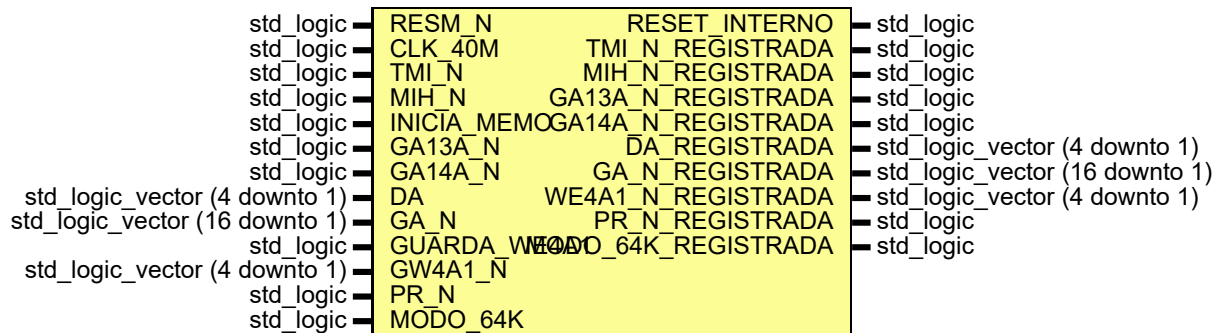 std_logic RESM_N RESET_INTERNO std_logic
std_logic CLK_40M TMI_N_REGISTRADA std_logic
std_logic TMI_N MIH_N_REGISTRADA std_logic
std_logic MIH_N GA13A_N_REGISTRADA std_logic
std_logic INICIA_MEMO GA14A_N_REGISTRADA std_logic
std_logic GA13A_N DA_REGISTRADA std_logic_vector (4 downto 1)
std_logic GA14A_N GA_N_REGISTRADA std_logic_vector (16 downto 1)
std_logic_vector (4 downto 1) DA WE4A1_N_REGISTRADA std_logic_vector (4 downto 1)
std_logic_vector (16 downto 1) GA_N PR_N_REGISTRADA std_logic
std_logic GUARDA_WE4A1 MODO_64K_REGISTRADA std_logic
std_logic_vector (4 downto 1) GW4A1_N
std_logic PR_N
std_logic MODO_64K